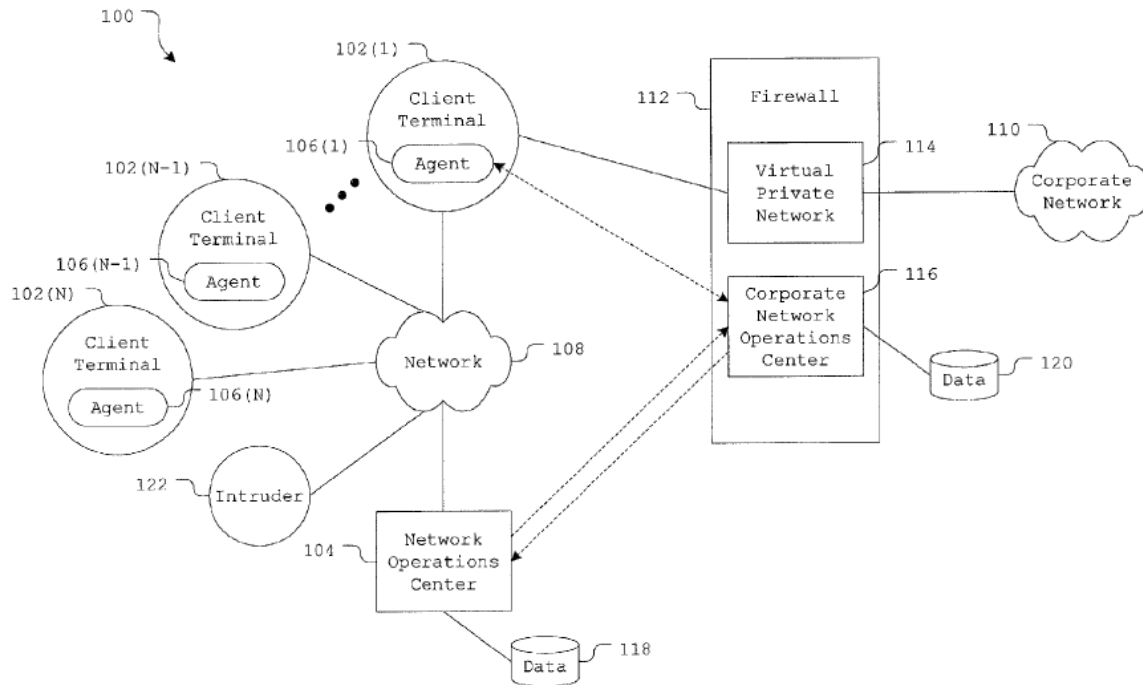 100
102(1)
Client
Terminal
106(1)
Agent
112
Firewall
114
Virtual
Private
Network
110
Corporate
Network
102(N-1)
Client
Terminal
106(N-1)
Agent
116
Corporate
Network
Operations
Center
102(N)
Client
Terminal
Agent
106(N)
Network
108
Data
120
122
Intruder
104
Network
Operations
Center
Data
118